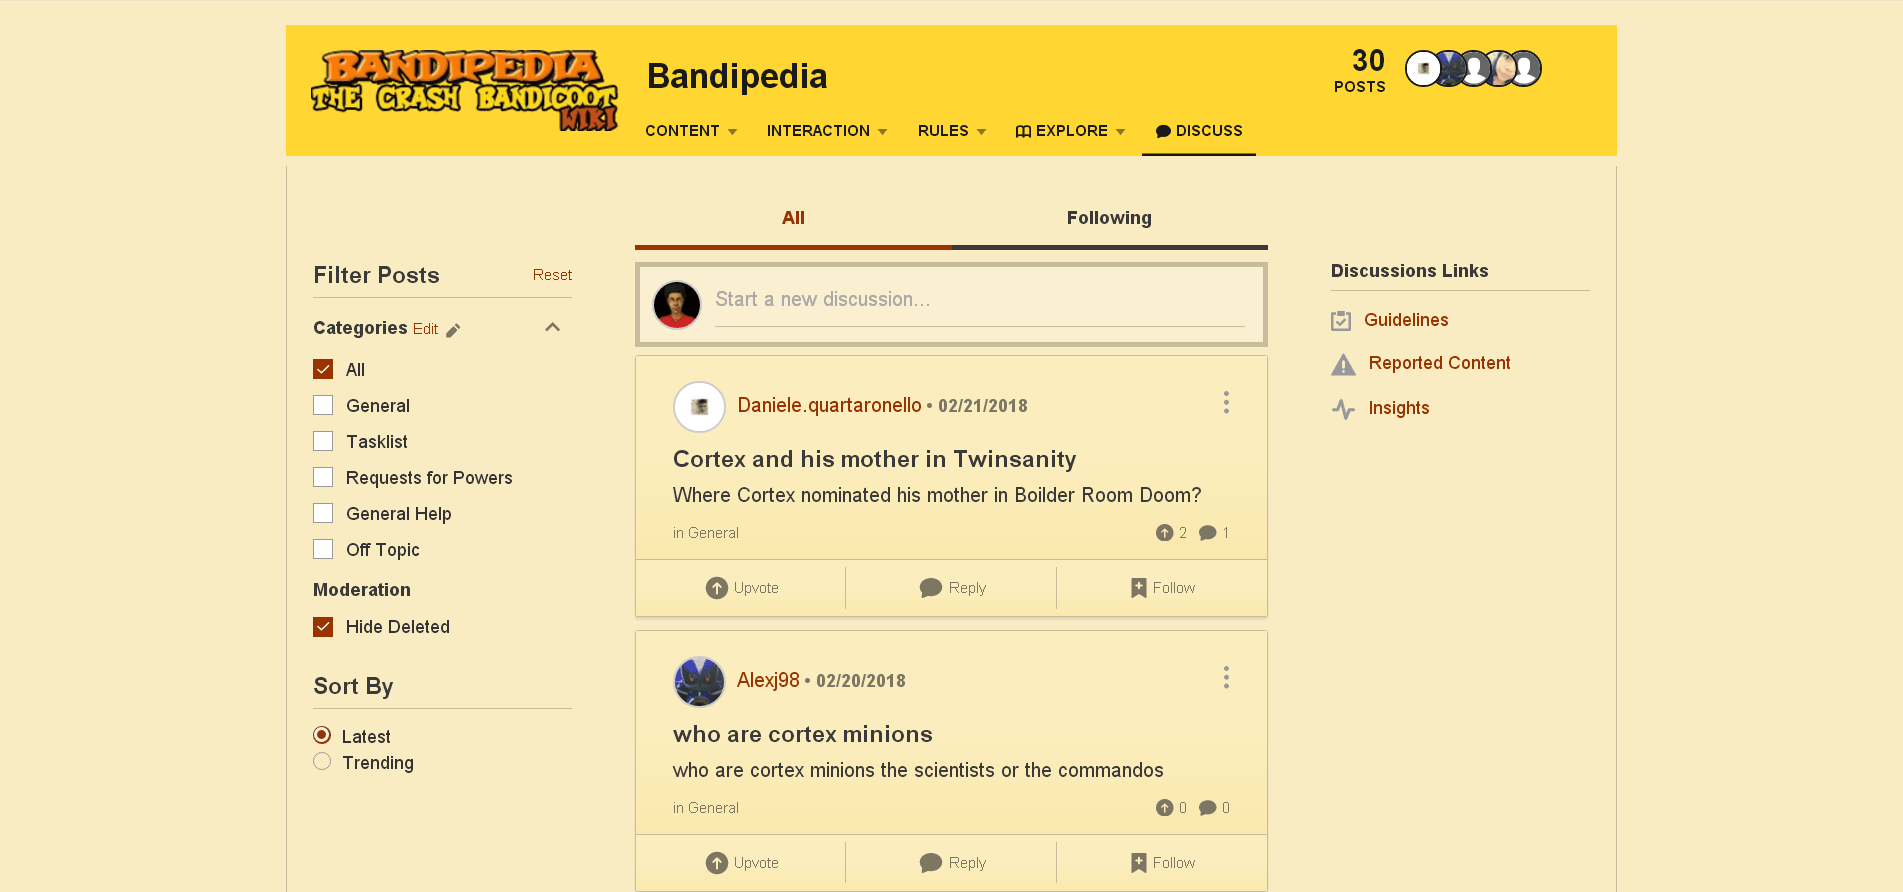 BANDIPEDIA
THE CRASH BANDICOOT
WIKI
Bandipedia
30
POSTS
CONTENT
INTERACTION
RULES
EXPLORE
DISCUSS
All
Following
Filter Posts
Reset
Categories Edit
All
General
Tasklist
Requests for Powers
General Help
Off Topic
Moderation
Hide Deleted
Sort By
Latest
Trending
Start a new discussion...
Daniele.quartaronello • 02/21/2018
Cortex and his mother in Twinsanity
Where Cortex nominated his mother in Boilder Room Doom?
in General
2
1
Upvote
Reply
Follow
Alexj98 • 02/20/2018
who are cortex minions
who are cortex minions the scientists or the commandos
in General
0
0
Upvote
Reply
Follow
Discussions Links
Guidelines
Reported Content
Insights